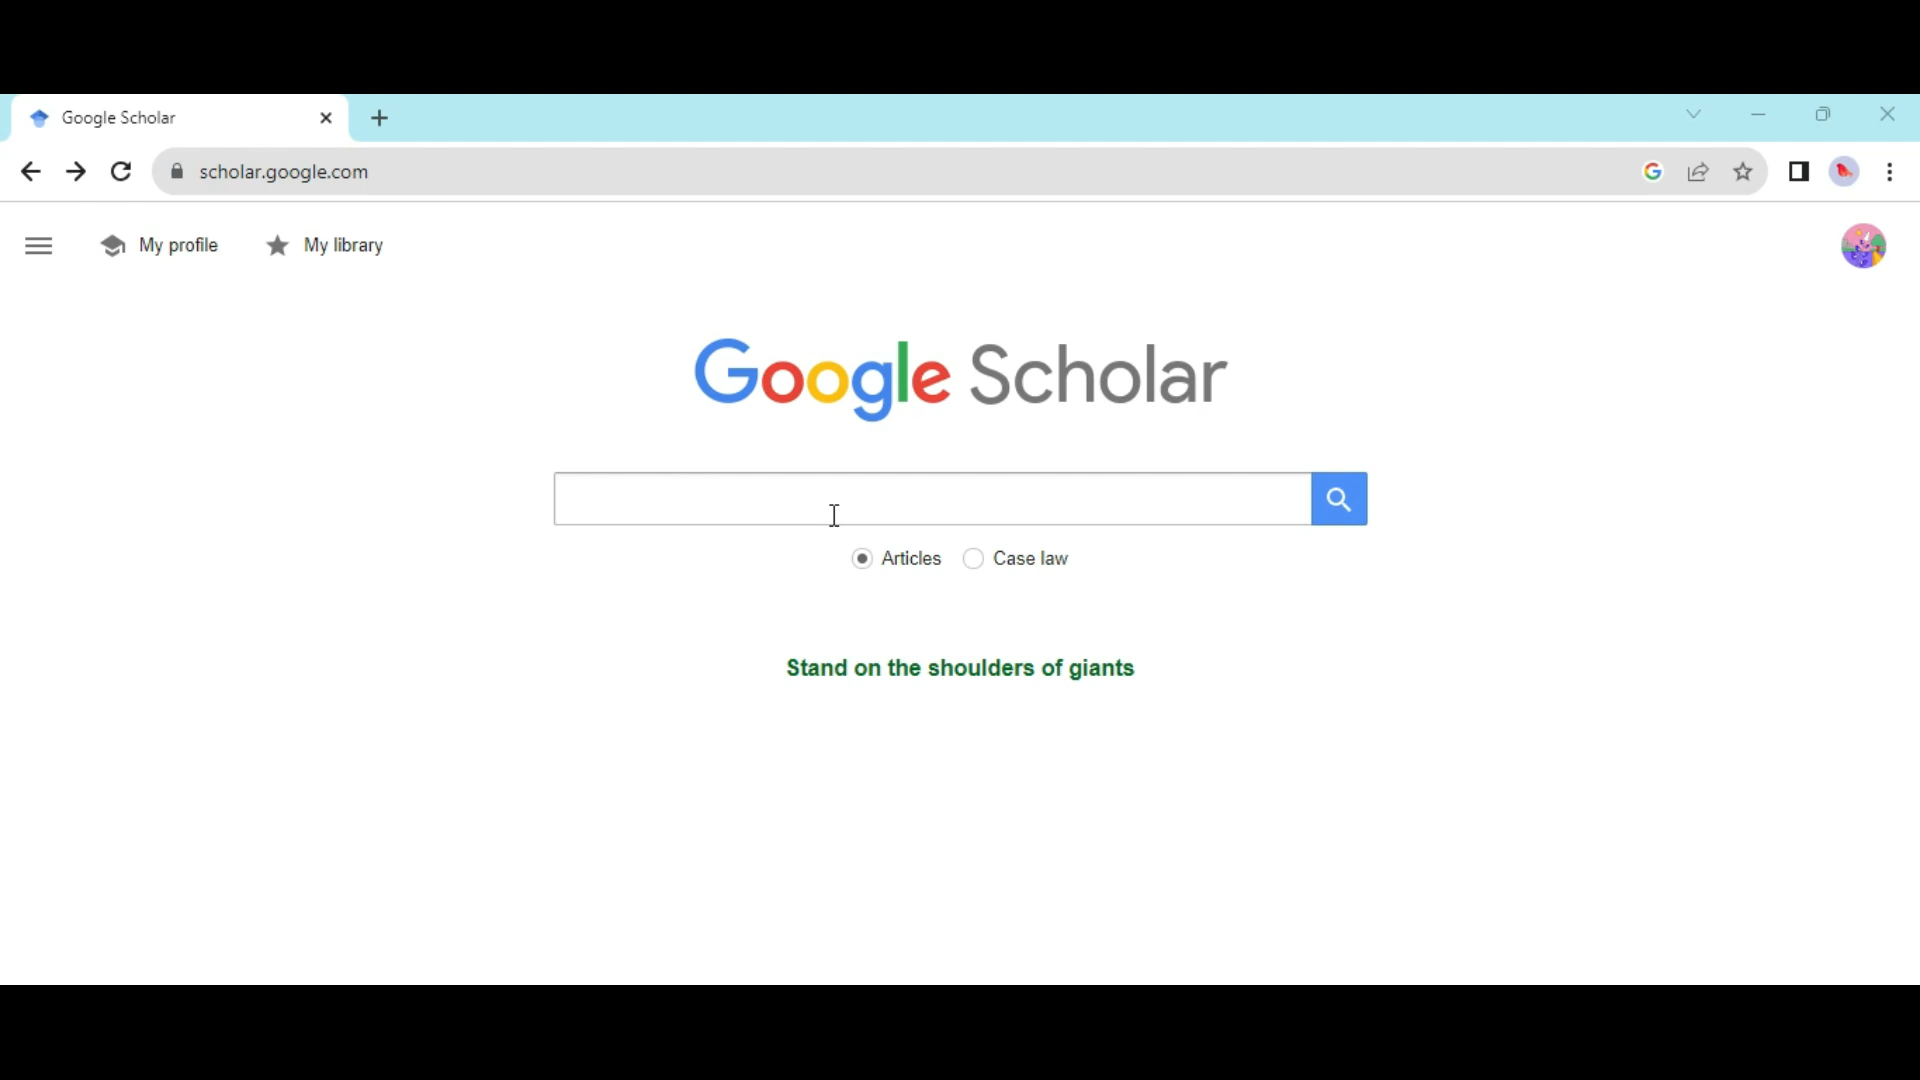 Google Scholar
scholar.google.com
My profile
My library
Google Scholar
Articles
Case law
Stand on the shoulders of giants